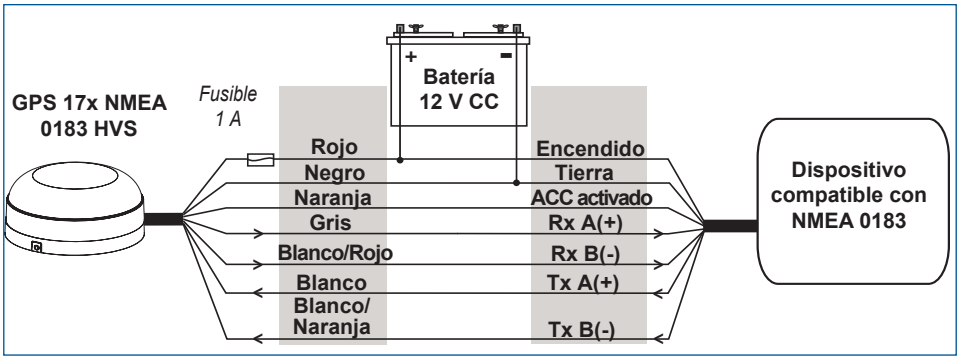 GPS 17x NMEA
0183 HVS
Fusible
1 A
+ -
Batería
12 V CC
Rojo Encendido
Negro Tierra
Naranja ACC activado
Gris Rx A(+)
Blanco/Rojo Rx B(-)
Blanco Tx A(+)
Blanco/
Naranja Tx B(-)
Dispositivo
compatible con
NMEA 0183